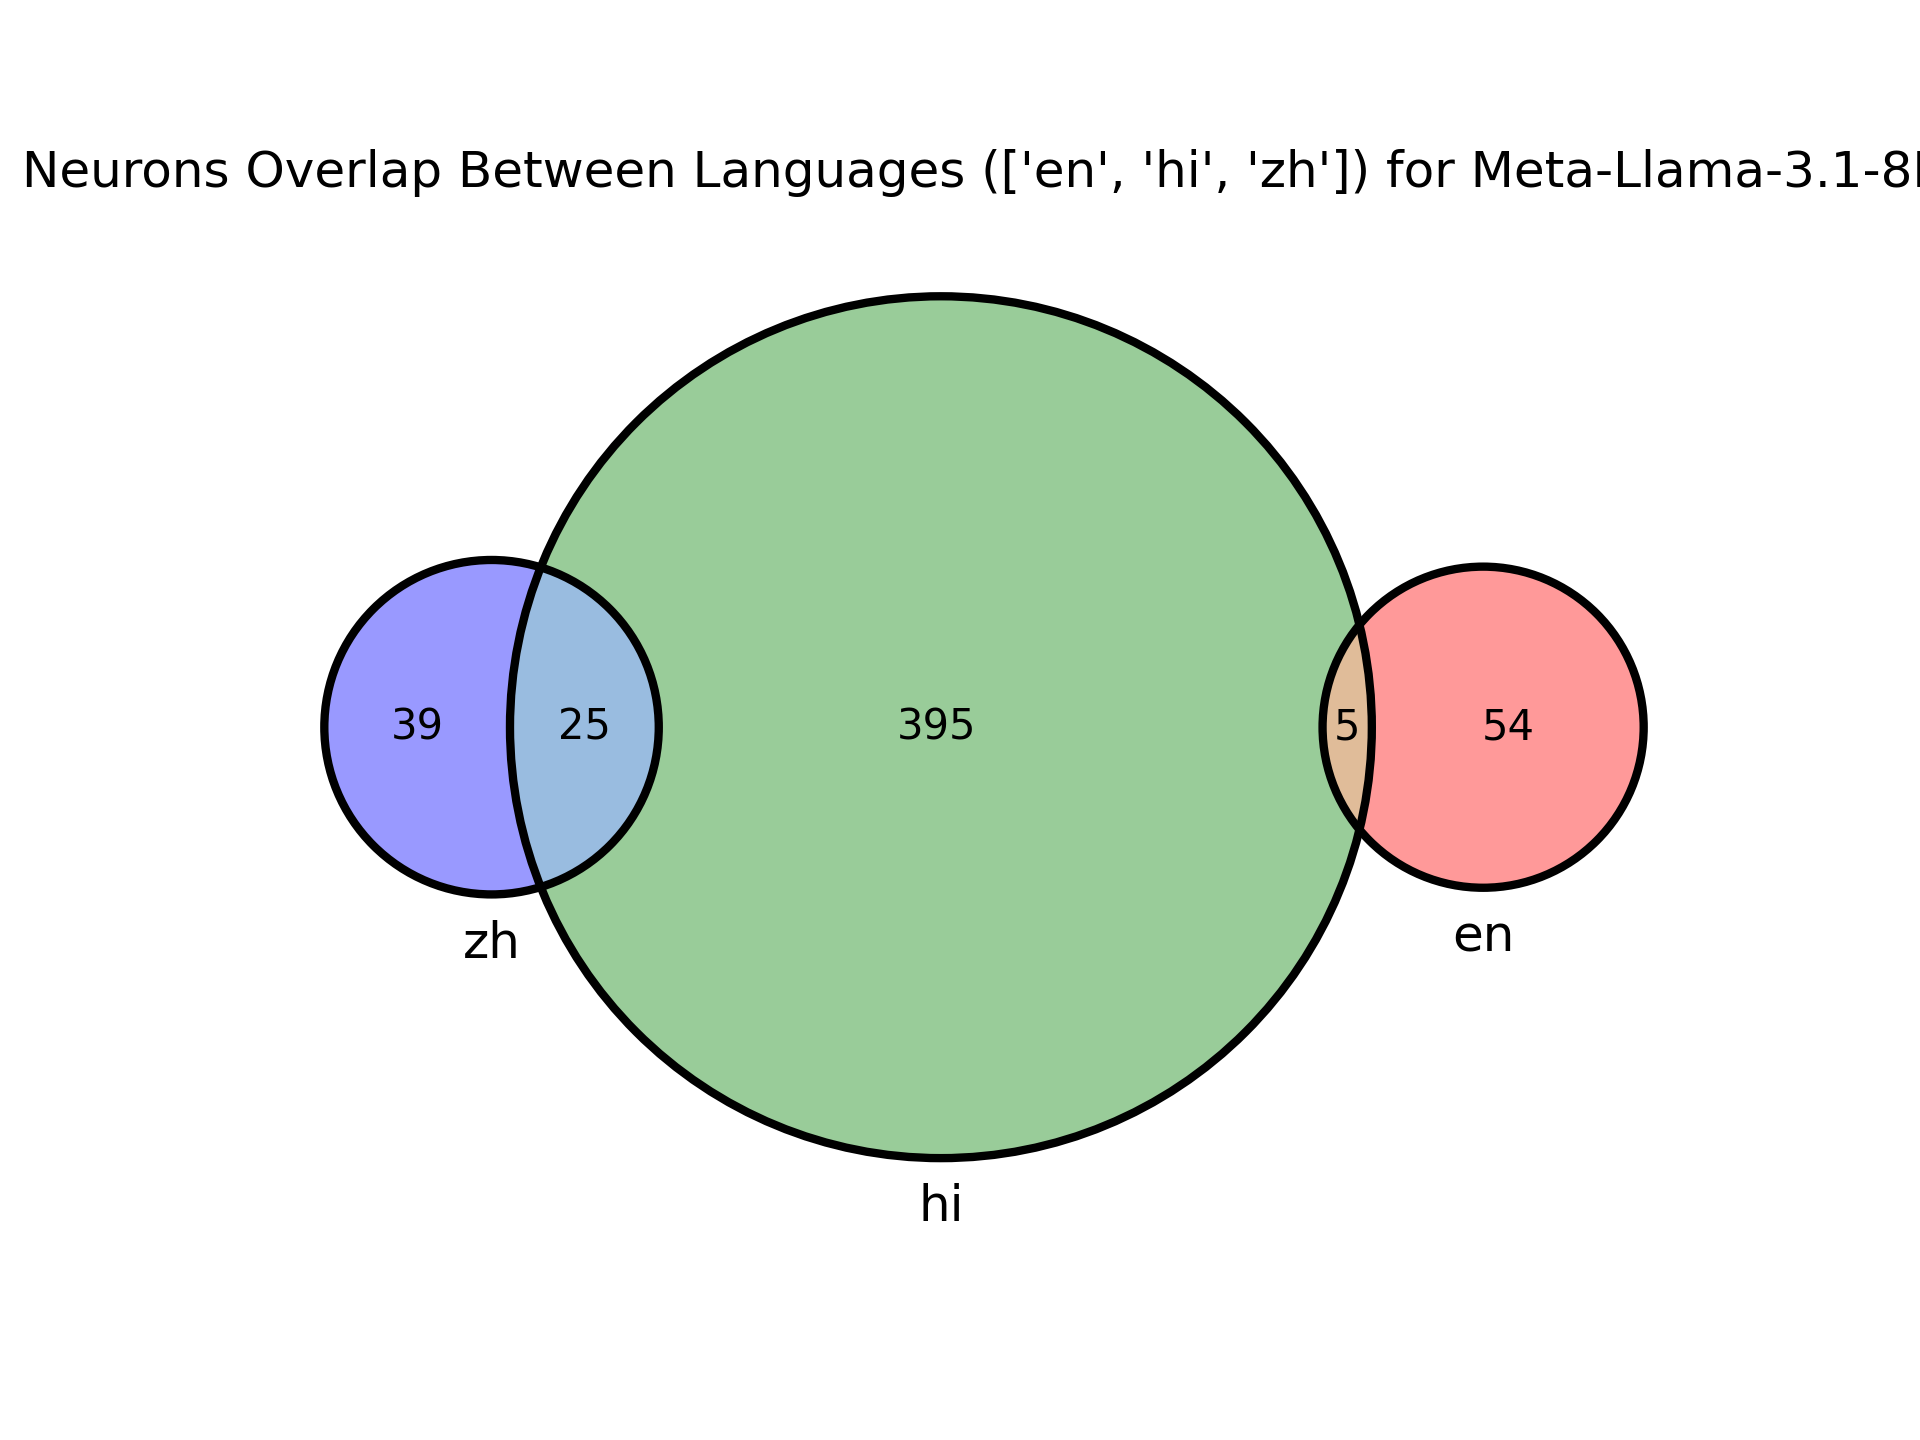 Neurons Overlap Between Languages (['en', 'hi', 'zh']) for Meta-Llama-3.1-8
39 25 395 5 54
zh
en
hi